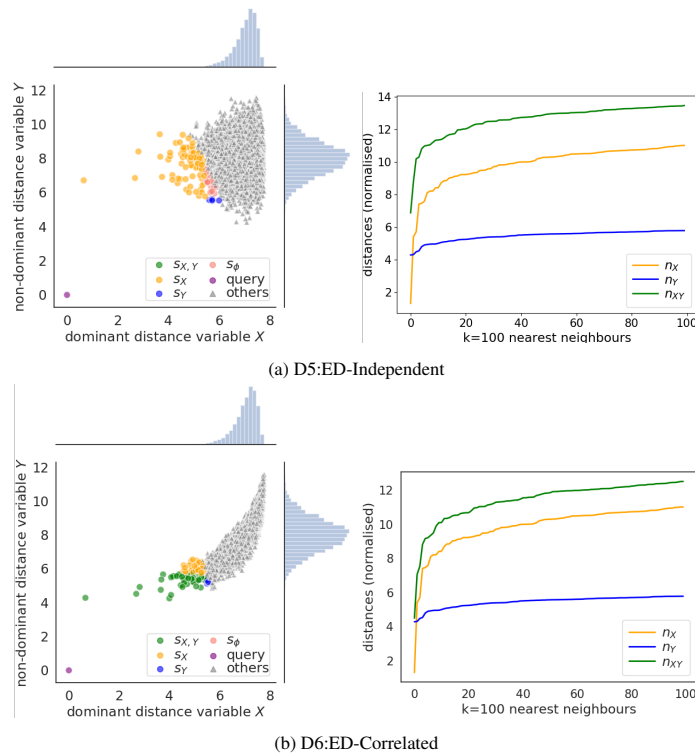 12
10
8
6
4
2
0
non-dominant distance variable Y
s_{X,Y}
s_X
s_Y
s_ϕ
query
others
0 2 4 6 8
dominant distance variable X
14
12
10
8
6
4
2
distances (normalised)
n_X
n_Y
n_{XY}
0 20 40 60 80 100
k=100 nearest neighbours
(a) D5:ED-Independent
12
10
8
6
4
2
0
non-dominant distance variable Y
s_{X,Y}
s_X
s_Y
s_ϕ
query
others
0 2 4 6 8
dominant distance variable X
12
10
8
6
4
2
distances (normalised)
n_X
n_Y
n_{XY}
0 20 40 60 80 100
k=100 nearest neighbours
(b) D6:ED-Correlated